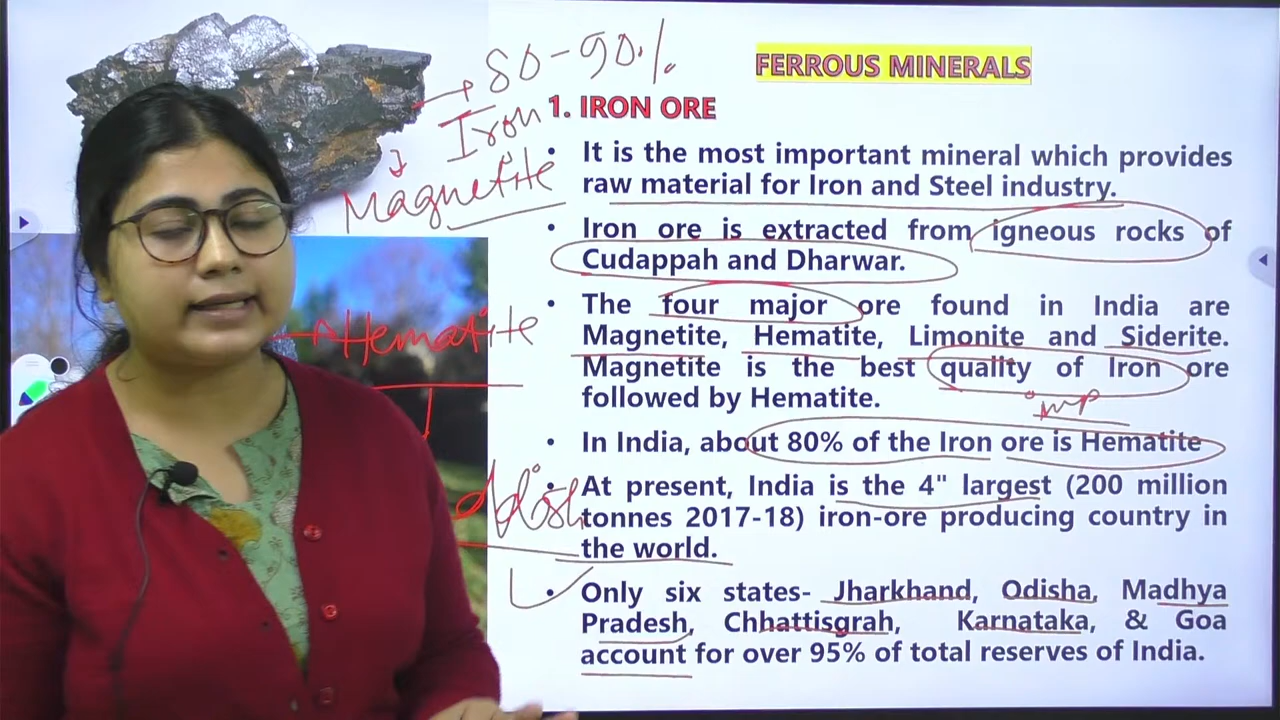 FERROUS MINERALS
80-90%
Iron
Magnetite
1. IRON ORE
• It is the most important mineral which provides
raw material for Iron and Steel industry.
• Iron ore is extracted from igneous rocks of
Cudappah and Dharwar.
• The four major ore found in India are
Magnetite, Hematite, Limonite and Siderite.
Magnetite is the best quality of Iron ore
followed by Hematite.
Hematite
imp
• In India, about 80% of the Iron ore is Hematite
• At present, India is the 4" largest (200 million
tonnes 2017-18) iron-ore producing country in
the world.
• Only six states- Jharkhand, Odisha, Madhya
Pradesh, Chhattisgrah, Karnataka, & Goa
account for over 95% of total reserves of India.